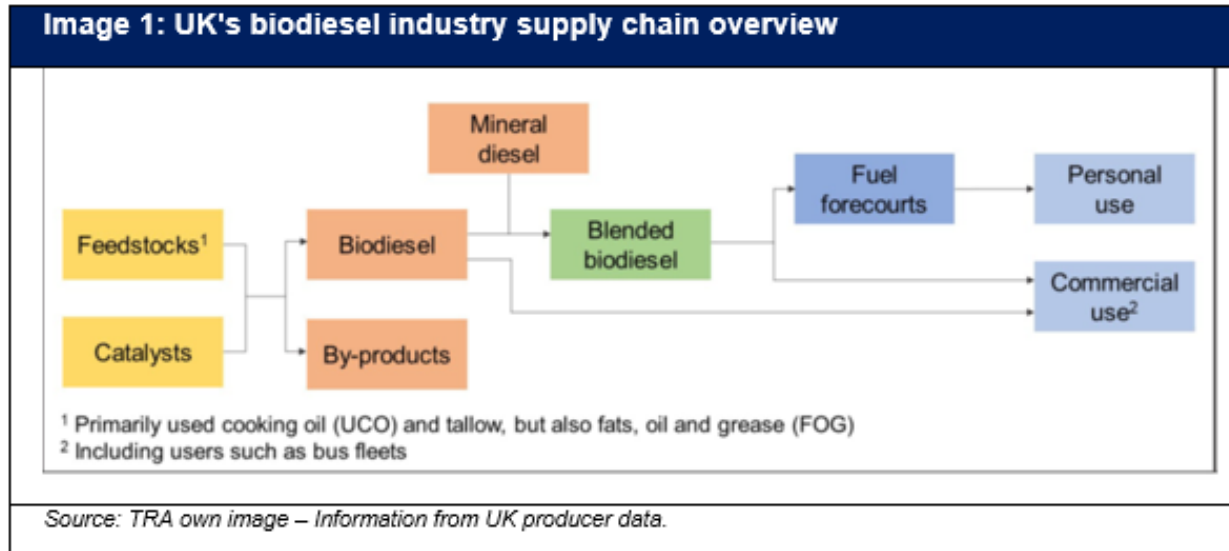 Image 1: UK's biodiesel industry supply chain overview
Mineral
diesel
Fuel
forecourts
Personal
use
Feedstocks¹
Biodiesel
Blended
biodiesel
Commercial
use²
Catalysts
By-products
¹ Primarily used cooking oil (UCO) and tallow, but also fats, oil and grease (FOG)
² Including users such as bus fleets
Source: TRA own image – Information from UK producer data.